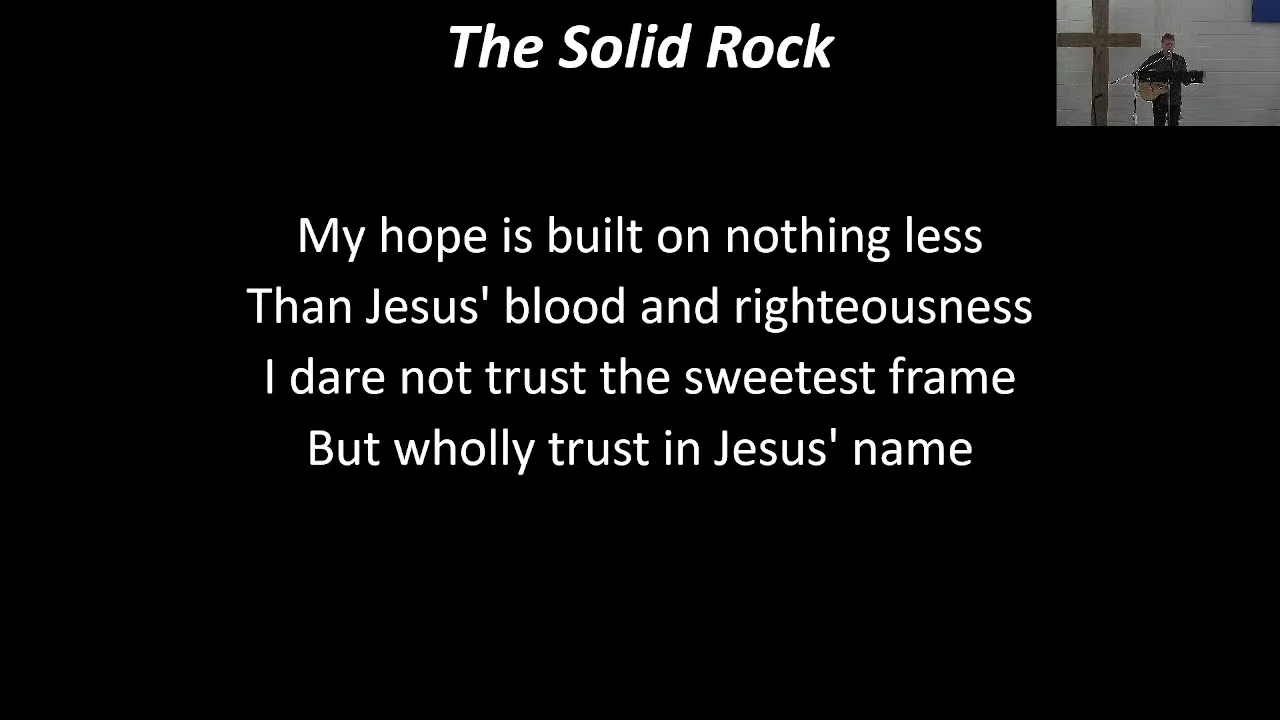 The Solid Rock
My hope is built on nothing less
Than Jesus' blood and righteousness
I dare not trust the sweetest frame
But wholly trust in Jesus' name